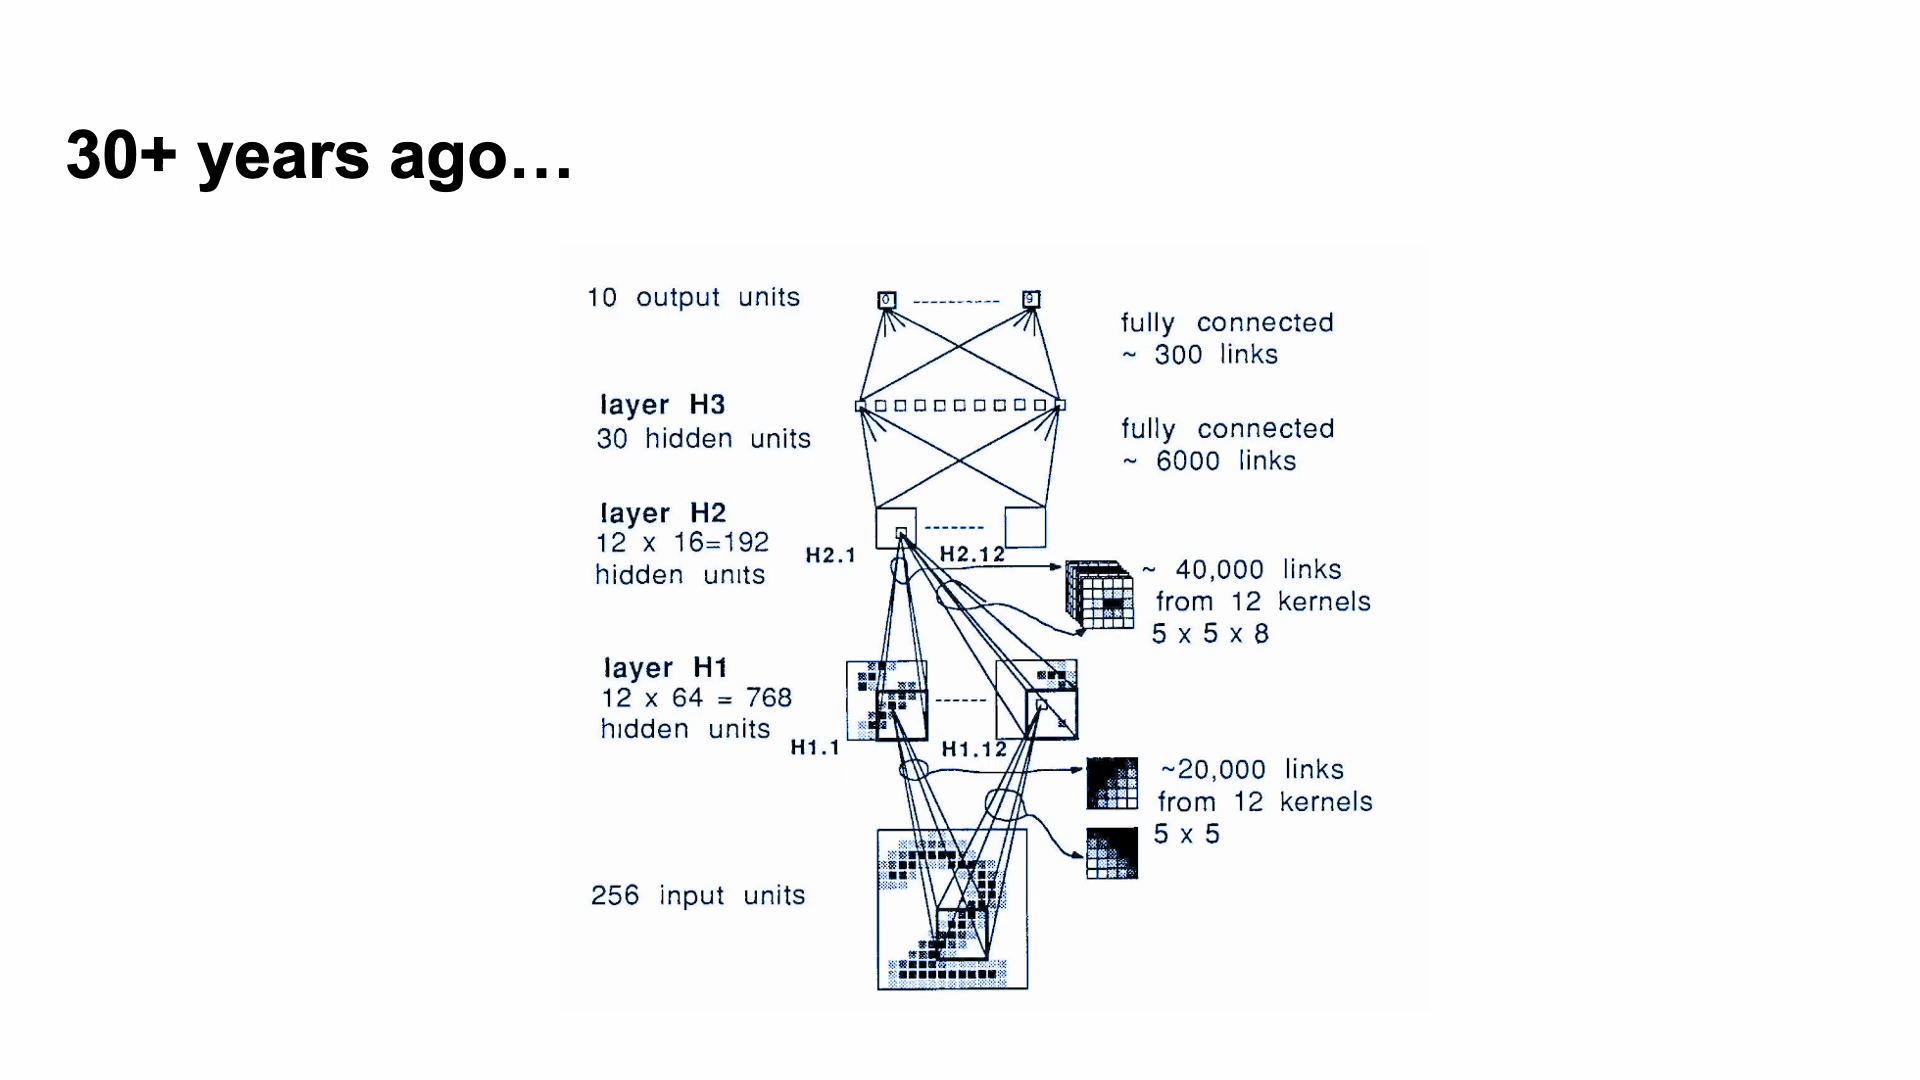 30+ years ago…
10 output units
0
9
fully connected
~ 300 links
layer H3
30 hidden units
fully connected
~ 6000 links
layer H2
12 x 16=192
hidden units
H2.1
H2.12
~ 40,000 links
from 12 kernels
5 x 5 x 8
layer H1
12 x 64 = 768
hidden units
H1.1
H1.12
~20,000 links
from 12 kernels
5 x 5
256 input units